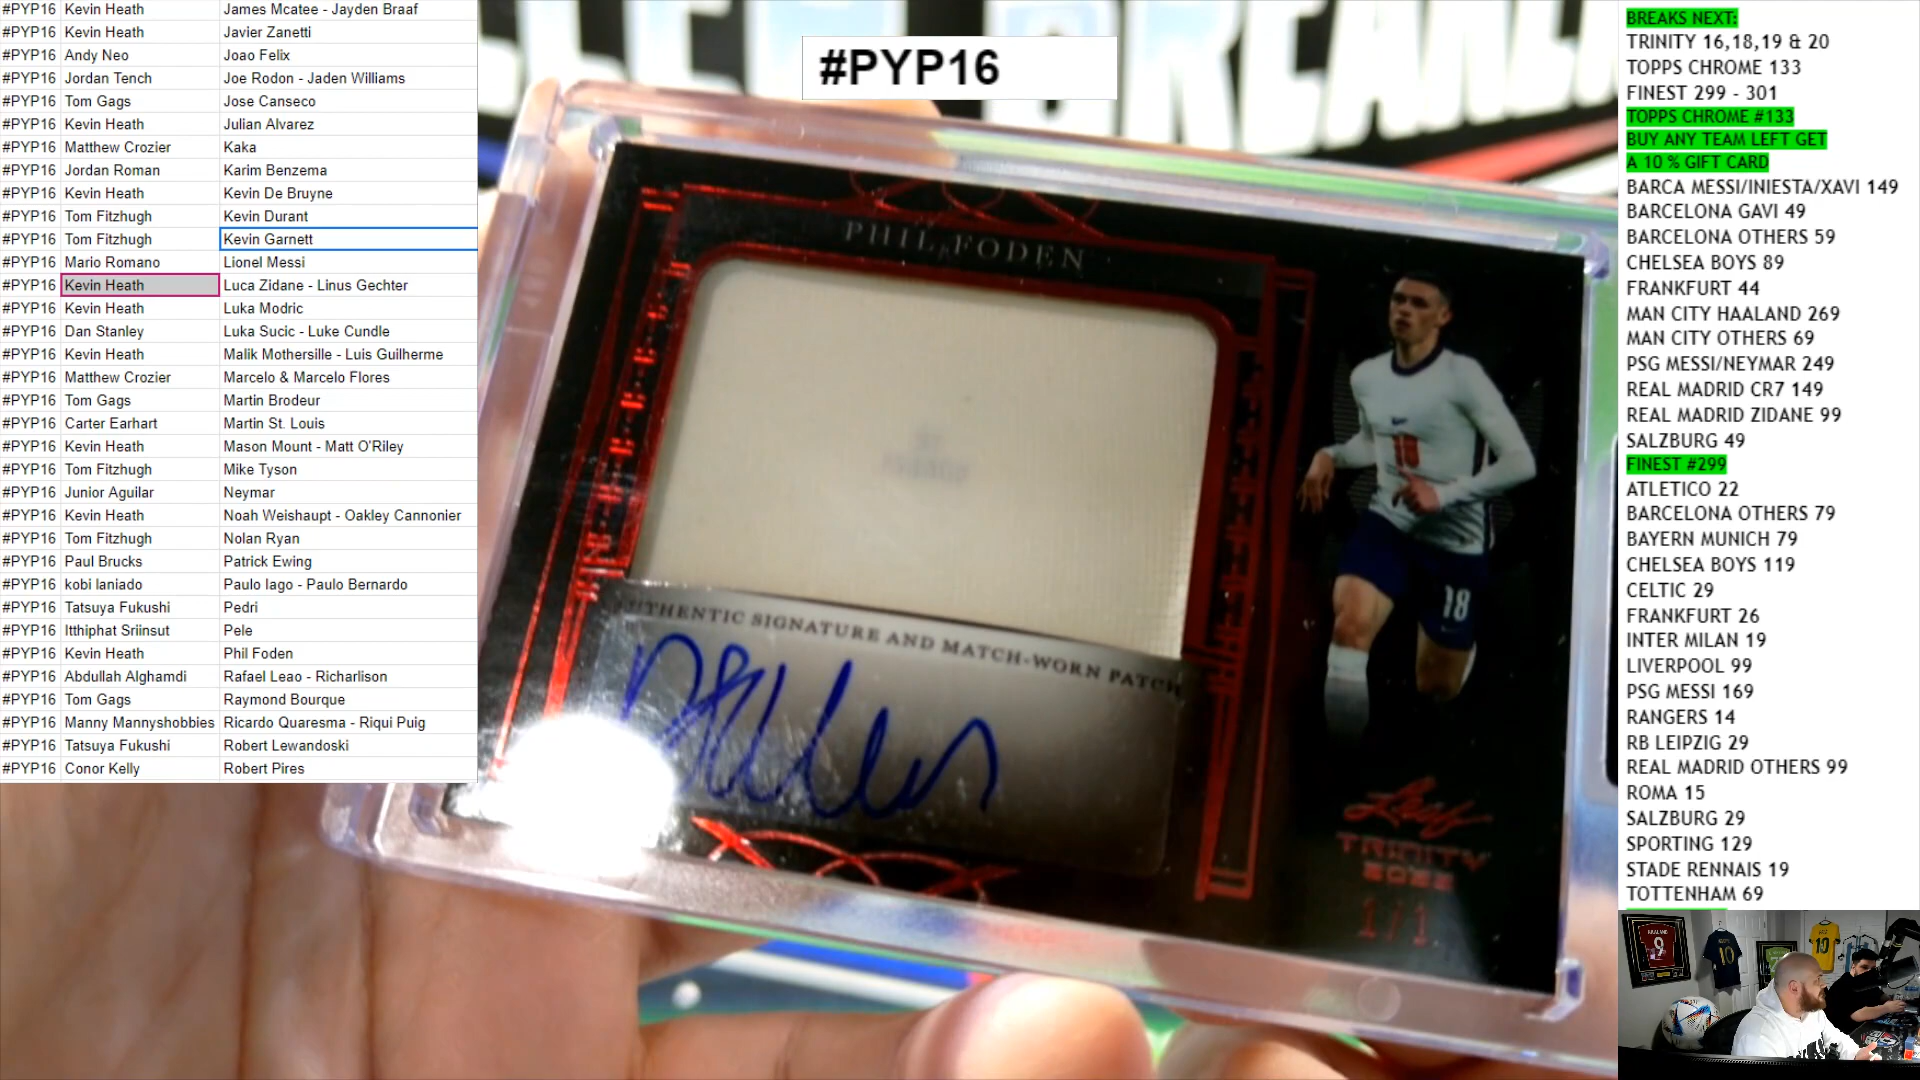 #PYP16 Kevin Heath James Mcatee - Jayden Braaf
#PYP16 Kevin Heath Javier Zanetti
#PYP16 Andy Neo Joao Felix
#PYP16 Jordan Tench Joe Rodon - Jaden Williams
#PYP16 Tom Gags Jose Canseco
#PYP16 Kevin Heath Julian Alvarez
#PYP16 Matthew Crozier Kaka
#PYP16 Jordan Roman Karim Benzema
#PYP16 Kevin Heath Kevin De Bruyne
#PYP16 Tom Fitzhugh Kevin Durant
#PYP16 Tom Fitzhugh Kevin Garnett
#PYP16 Mario Romano Lionel Messi
#PYP16 Kevin Heath Luca Zidane - Linus Gechter
#PYP16 Kevin Heath Luka Modric
#PYP16 Dan Stanley Luka Sucic - Luke Cundle
#PYP16 Kevin Heath Malik Mothersille - Luis Guilherme
#PYP16 Matthew Crozier Marcelo & Marcelo Flores
#PYP16 Tom Gags Martin Brodeur
#PYP16 Carter Earhart Martin St. Louis
#PYP16 Kevin Heath Mason Mount - Matt O'Riley
#PYP16 Tom Fitzhugh Mike Tyson
#PYP16 Junior Aguilar Neymar
#PYP16 Kevin Heath Noah Weishaupt - Oakley Cannonier
#PYP16 Tom Fitzhugh Nolan Ryan
#PYP16 Paul Brucks Patrick Ewing
#PYP16 kobi laniado Paulo Iago - Paulo Bernardo
#PYP16 Tatsuya Fukushi Pedri
#PYP16 Itthiphat Sriinsut Pele
#PYP16 Kevin Heath Phil Foden
#PYP16 Abdullah Alghamdi Rafael Leao - Richarlison
#PYP16 Tom Gags Raymond Bourque
#PYP16 Manny Mannyshobbies Ricardo Quaresma - Riqui Puig
#PYP16 Tatsuya Fukushi Robert Lewandoski
#PYP16 Conor Kelly Robert Pires
#PYP16
PHIL FODEN
AUTHENTIC SIGNATURE AND MATCH-WORN PATCH
18
Leaf
TRINITY
2022
1/1
BREAKS NEXT:
TRINITY 16,18,19 & 20
TOPPS CHROME 133
FINEST 299 - 301
TOPPS CHROME #133
BUY ANY TEAM LEFT GET
A 10 % GIFT CARD
BARCA MESSI/INIESTA/XAVI 149
BARCELONA GAVI 49
BARCELONA OTHERS 59
CHELSEA BOYS 89
FRANKFURT 44
MAN CITY HAALAND 269
MAN CITY OTHERS 69
PSG MESSI/NEYMAR 249
REAL MADRID CR7 149
REAL MADRID ZIDANE 99
SALZBURG 49
FINEST #299
ATLETICO 22
BARCELONA OTHERS 79
BAYERN MUNICH 79
CHELSEA BOYS 119
CELTIC 29
FRANKFURT 26
INTER MILAN 19
LIVERPOOL 99
PSG MESSI 169
RANGERS 14
RB LEIPZIG 29
REAL MADRID OTHERS 99
ROMA 15
SALZBURG 29
SPORTING 129
STADE RENNAIS 19
TOTTENHAM 69
HAALAND
9
10
10